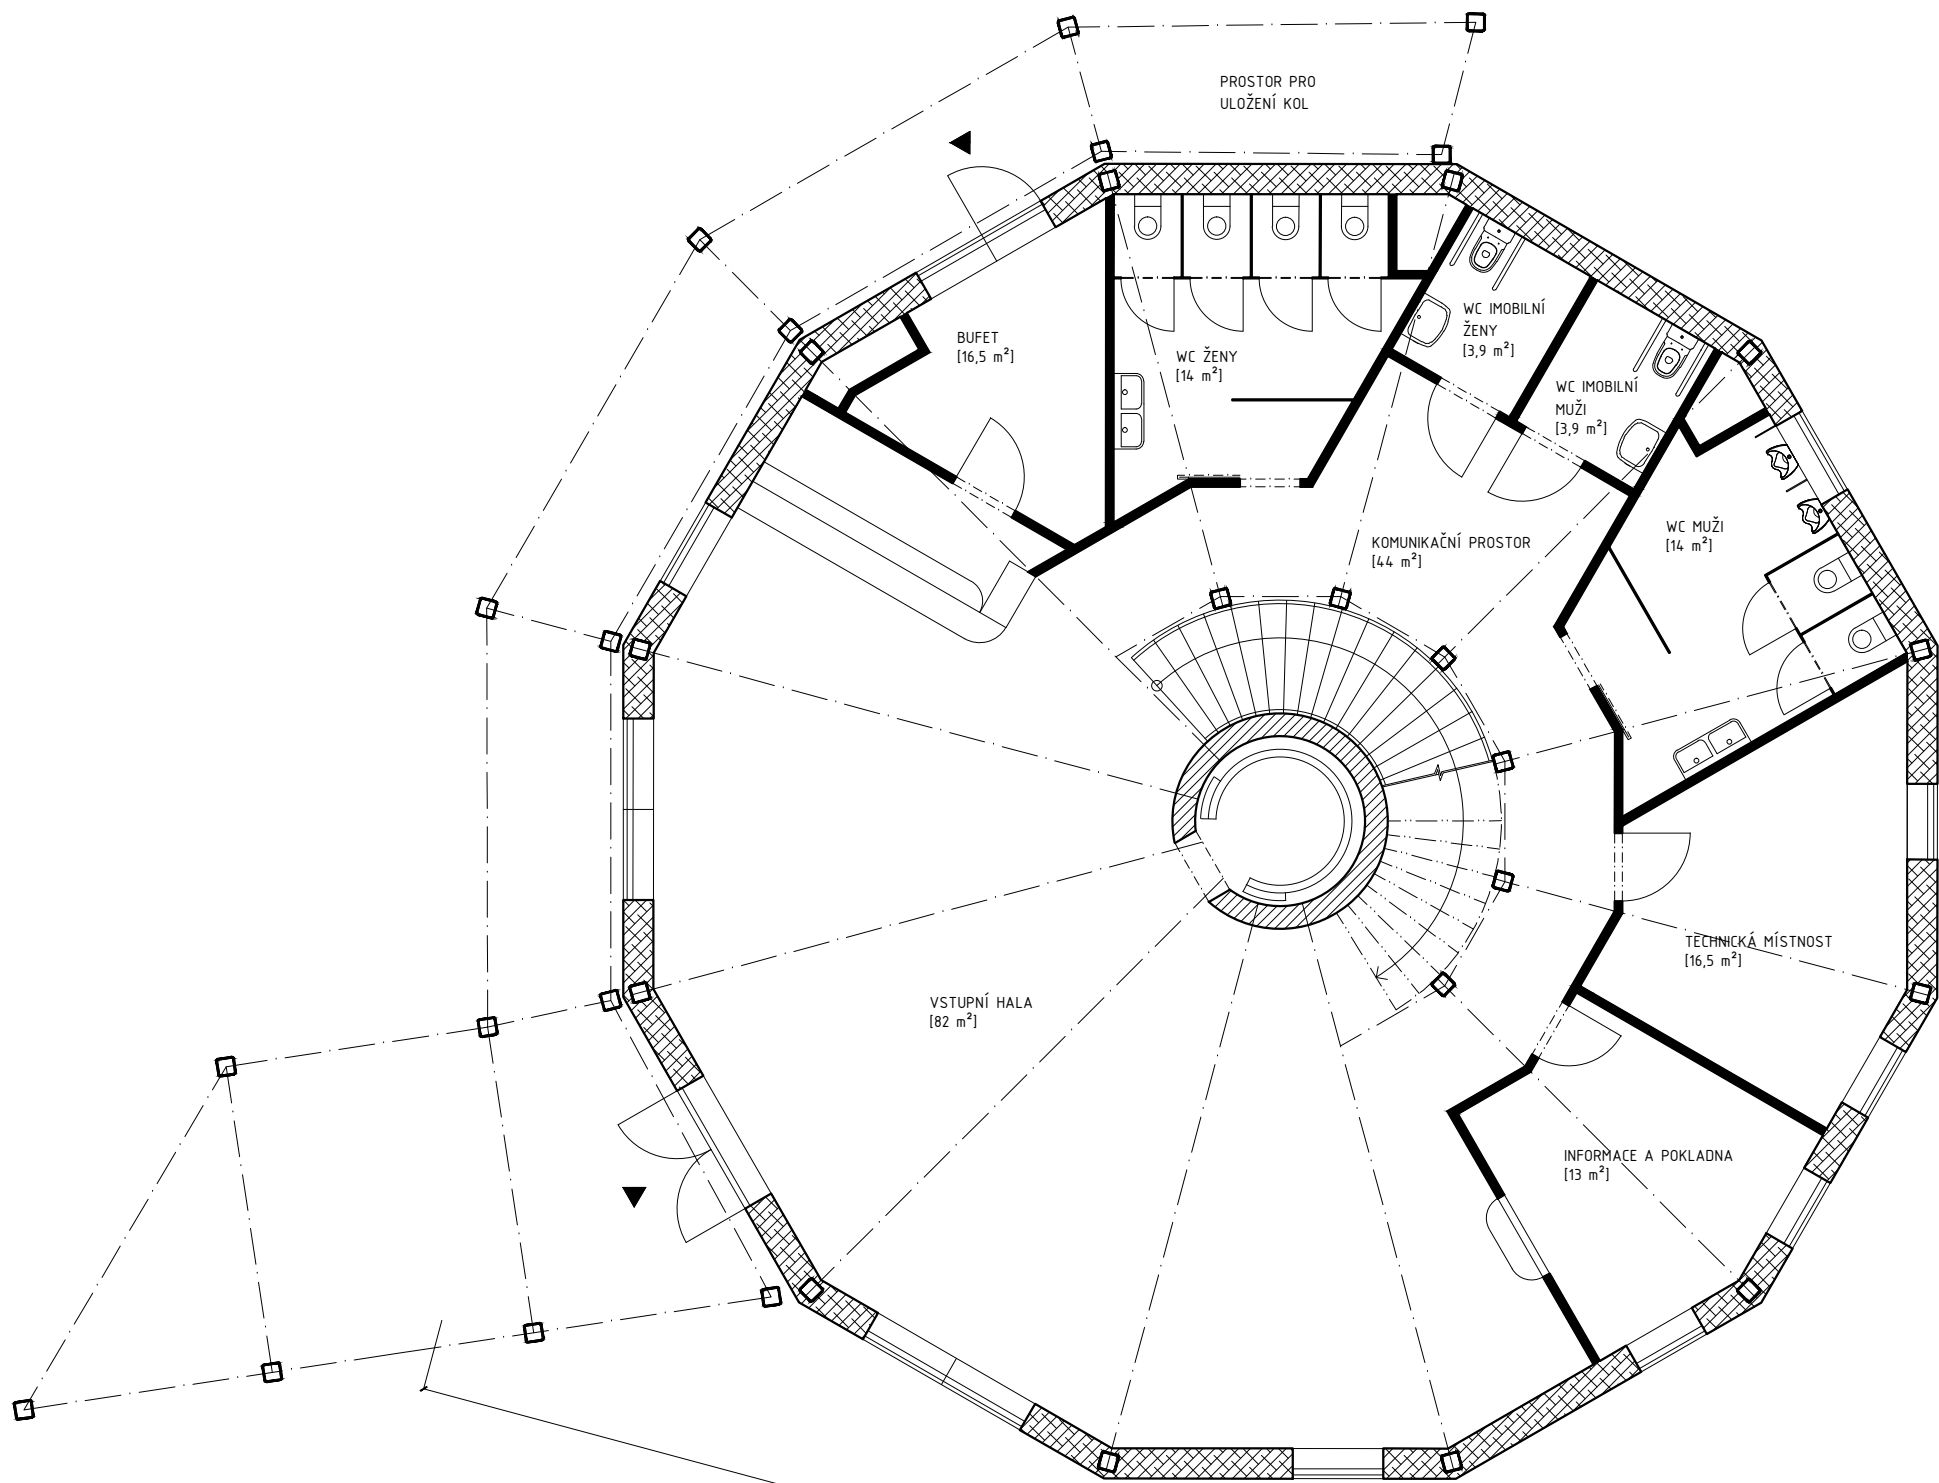 PROSTOR PRO
ULOŽENÍ KOL
BUFET
[16,5 m²]
WC ŽENY
[14 m²]
WC IMOBILNÍ
ŽENY
[3,9 m²]
WC IMOBILNÍ
MUŽI
[3,9 m²]
WC MUŽI
[14 m²]
KOMUNIKAČNÍ PROSTOR
[44 m²]
TECHNICKÁ MÍSTNOST
[16,5 m²]
VSTUPNÍ HALA
[82 m²]
INFORMACE A POKLADNA
[13 m²]